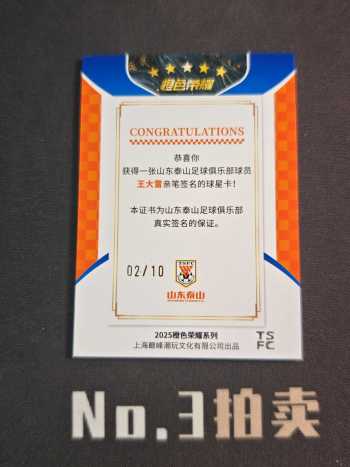 橙色荣耀
CONGRATULATIONS
恭喜你
获得一张山东泰山足球俱乐部球员
王大雷亲笔签名的球星卡！
本证书为山东泰山足球俱乐部
真实签名的保证。
02/10
TSFC
山东泰山
2025橙色荣耀系列
上海巅峰潮玩文化有限公司出品
TS
FC
No.3拍卖